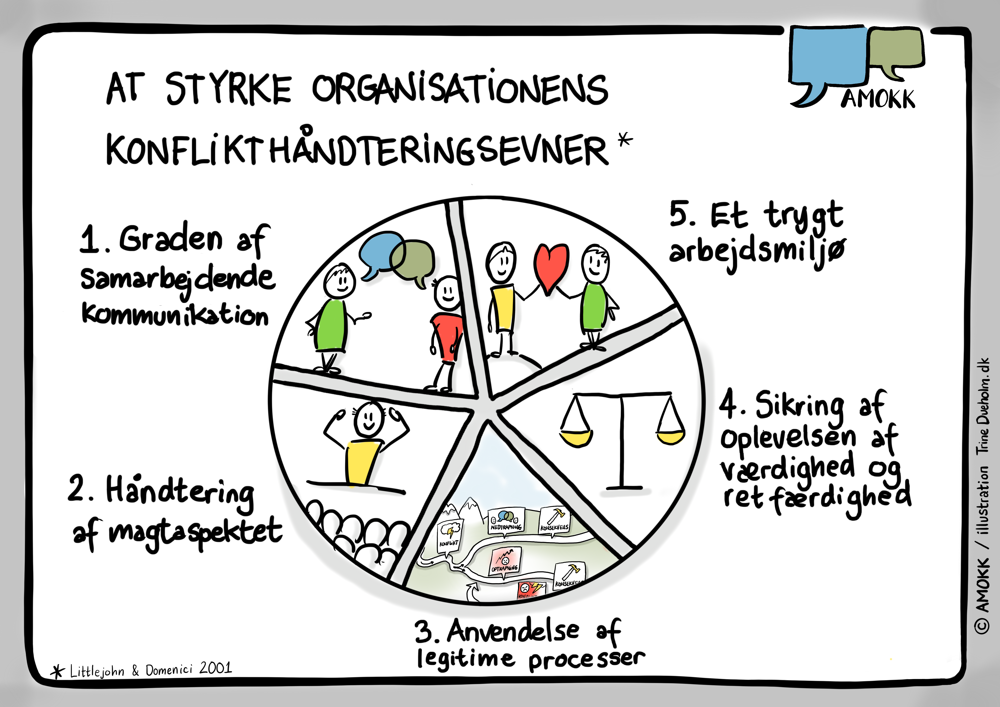 AT STYRKE ORGANISATIONENS
KONFLIKTHÅNDTERINGSEVNER *
AMOKK
1. Graden af
samarbejdende
kommunikation
2. Håndtering
af magtaspektet
3. Anvendelse af
legitime processer
4. Sikring af
oplevelsen af
værdighed og
retfærdighed
5. Et trygt
arbejdsmiljø
KONFLIKT
NEDTRAPNING
KONSEKVENS
OPTRAPNING
KONSEKVENS
KONFLIKT
* Littlejohn & Domenici 2001
© AMOKK / illustration Trine Dueholm.dk